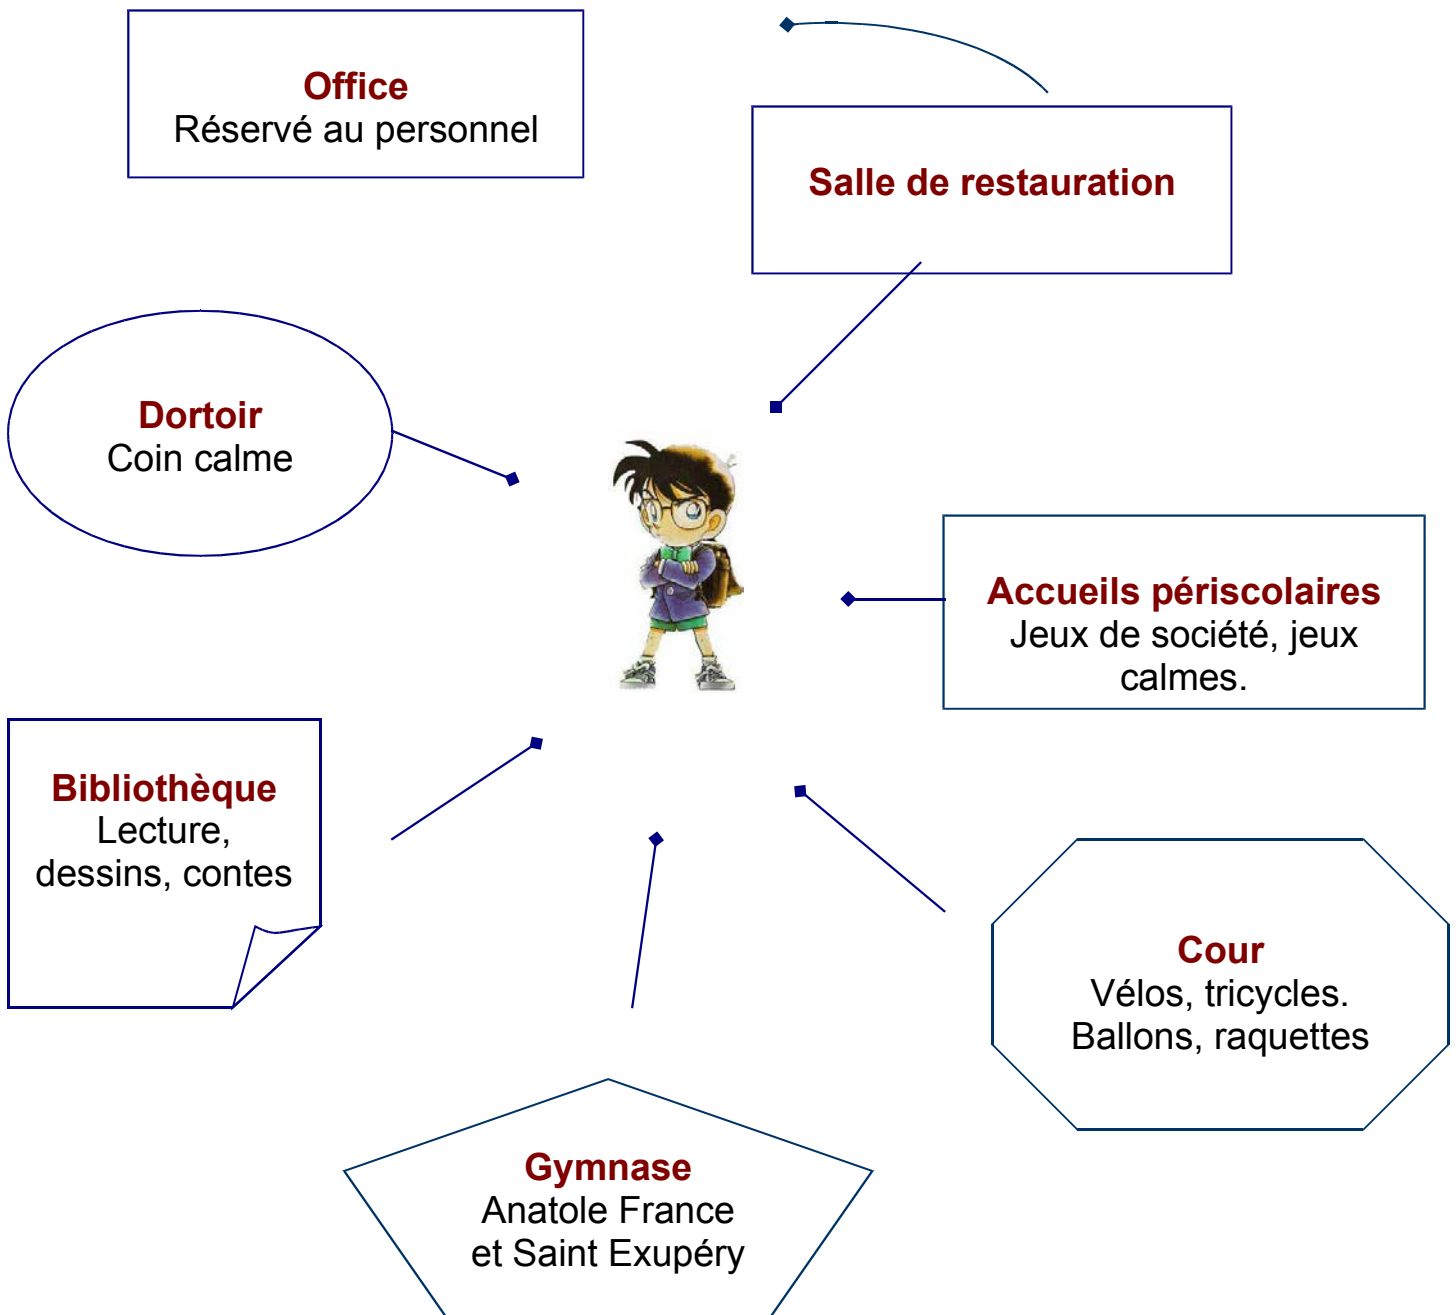 Office
Réservé au personnel
Salle de restauration
Dortoir
Coin calme
Accueils périscolaires
Jeux de société, jeux
calmes.
Bibliothèque
Lecture,
dessins, contes
Cour
Vélos, tricycles.
Ballons, raquettes
Gymnase
Anatole France
et Saint Exupéry